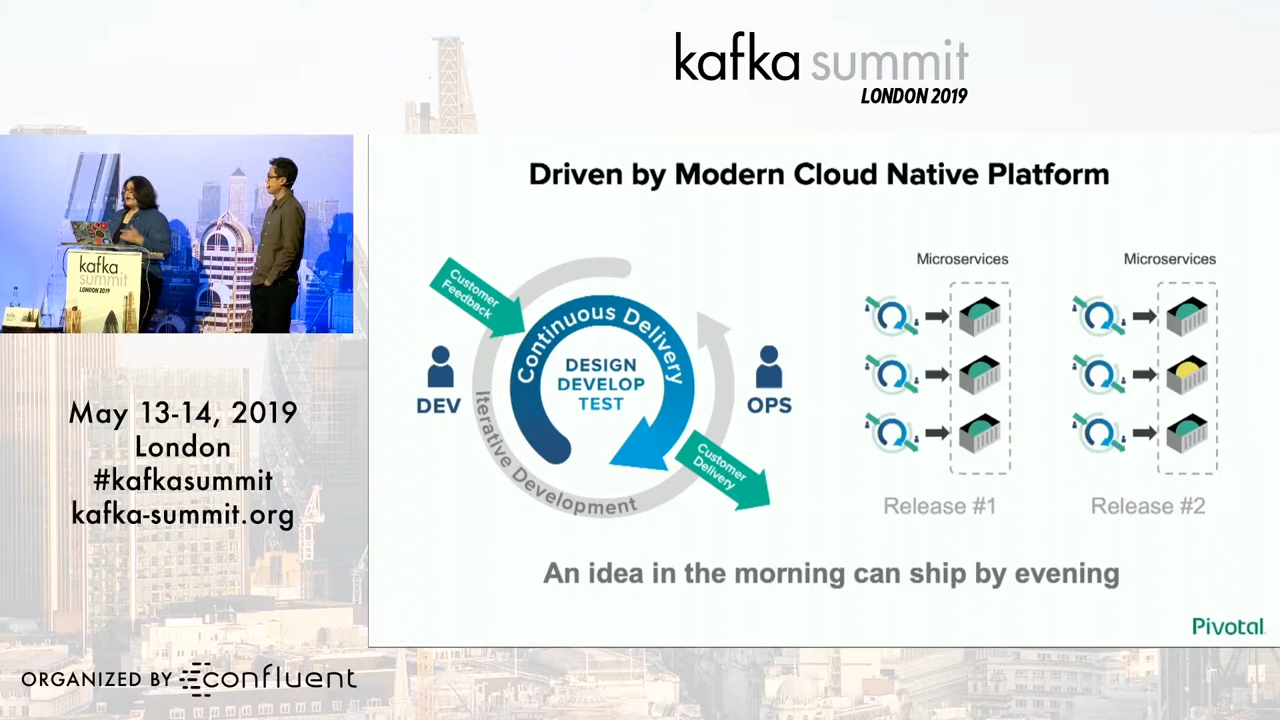 kafka summit
LONDON 2019
kafka
summit
LONDON 2019
May 13-14, 2019
London
#kafkasummit
kafka-summit.org
ORGANIZED BY confluent
Driven by Modern Cloud Native Platform
Customer
Feedback
Continuous Delivery
DESIGN
DEVELOP
TEST
Iterative Development
DEV
OPS
Customer
Delivery
Microservices
Release #1
Microservices
Release #2
An idea in the morning can ship by evening
Pivotal